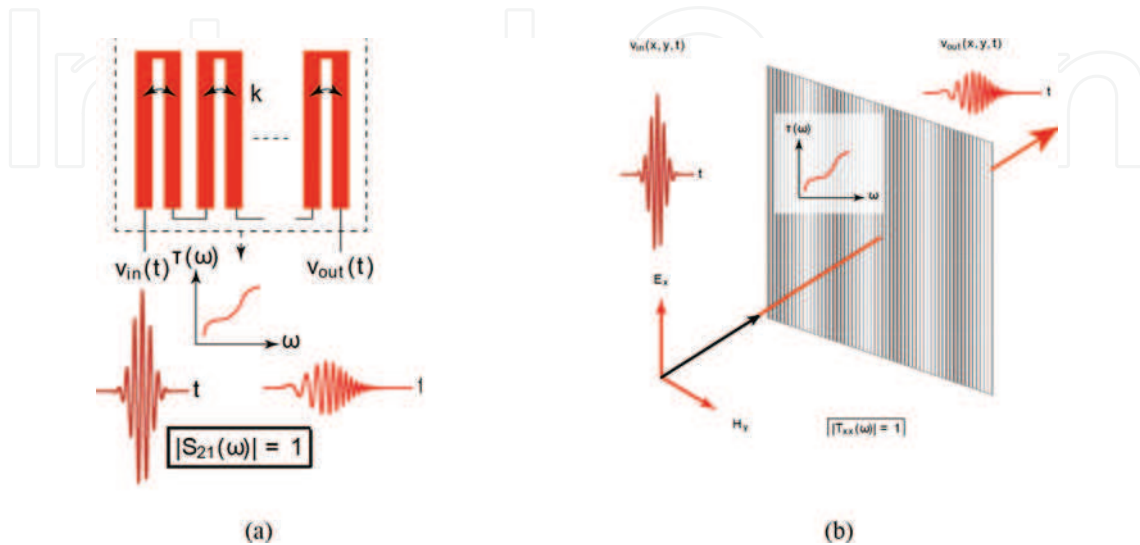 k
v_in(t)
τ(ω)
v_out(t)
ω
t
t
|S₂₁(ω)| = 1
(a)
v_in(x, y, t)
v_out(x, y, t)
t
τ(ω)
t
ω
E_x
H_y
|T_xx(ω)| = 1
(b)